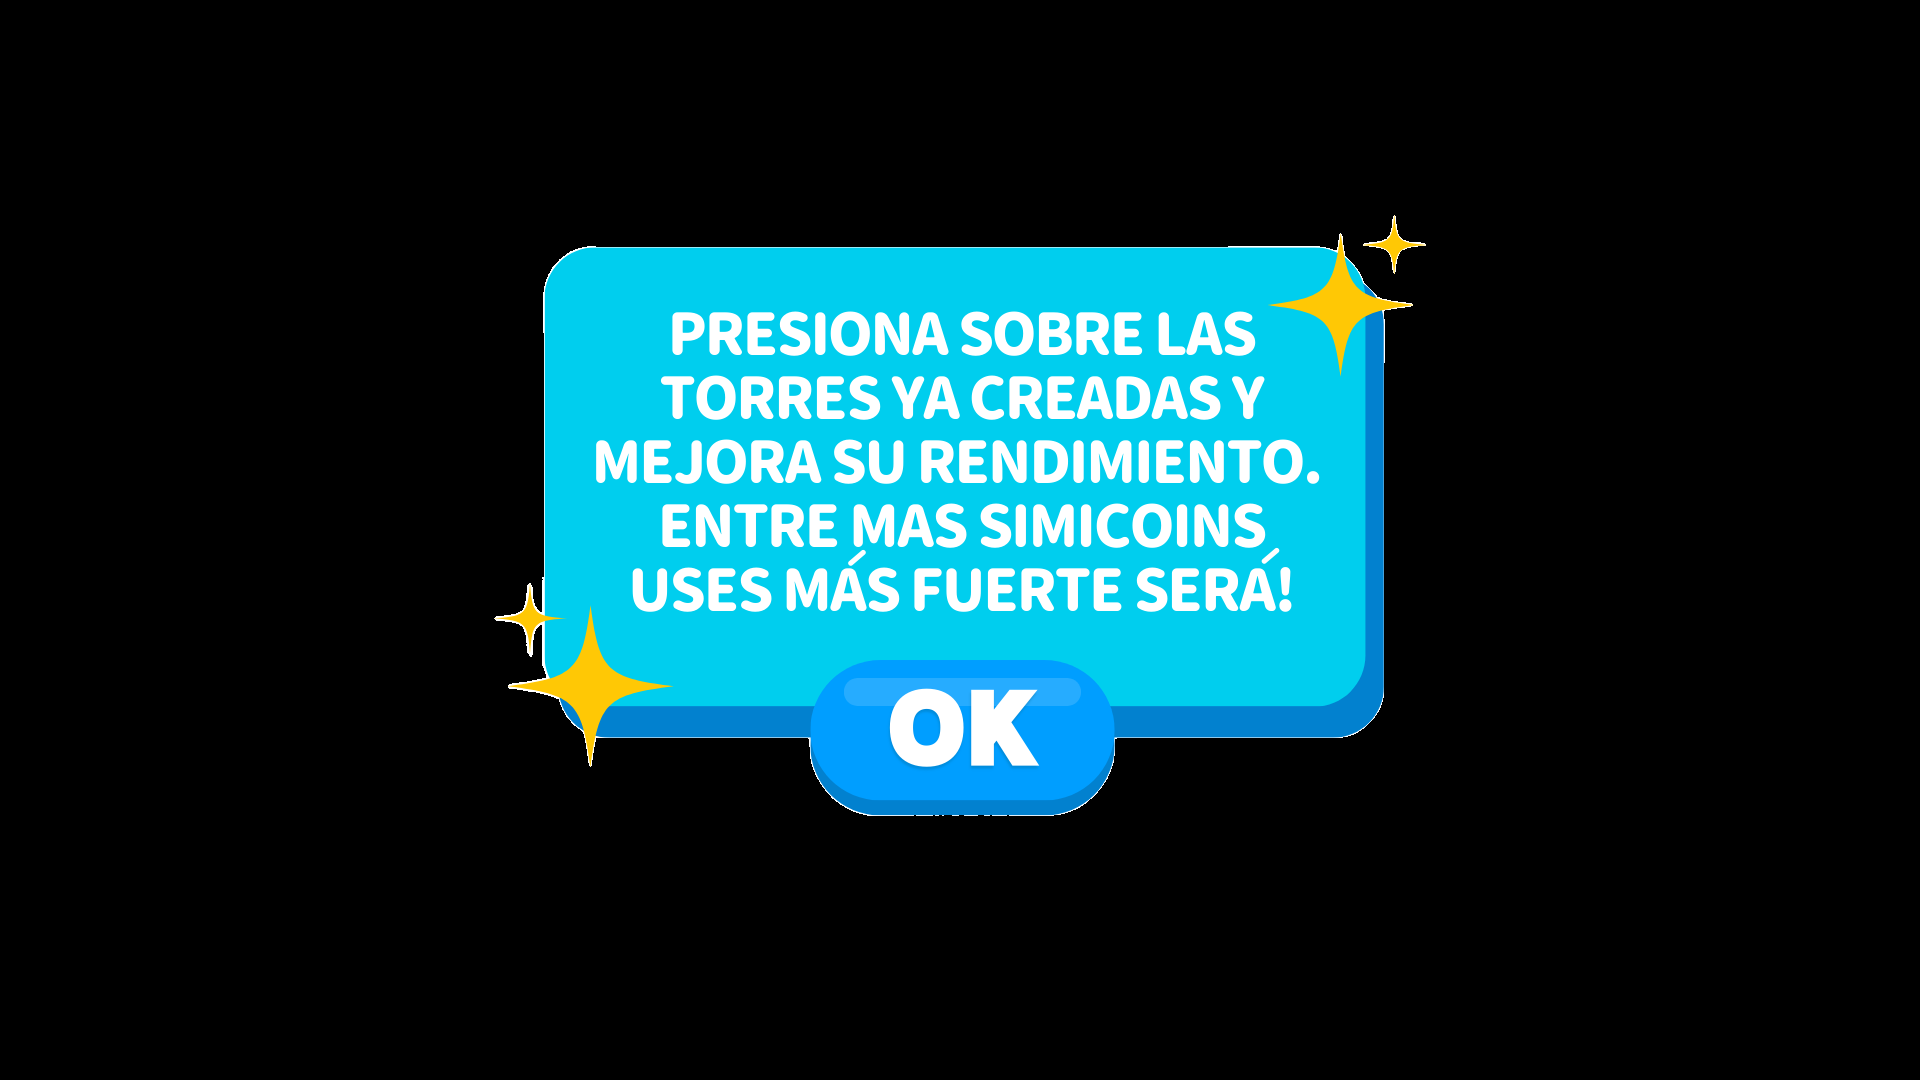 PRESIONA SOBRE LAS
TORRES YA CREADAS Y
MEJORA SU RENDIMIENTO.
ENTRE MAS SIMICOINS
USES MÁS FUERTE SERÁ!
OK